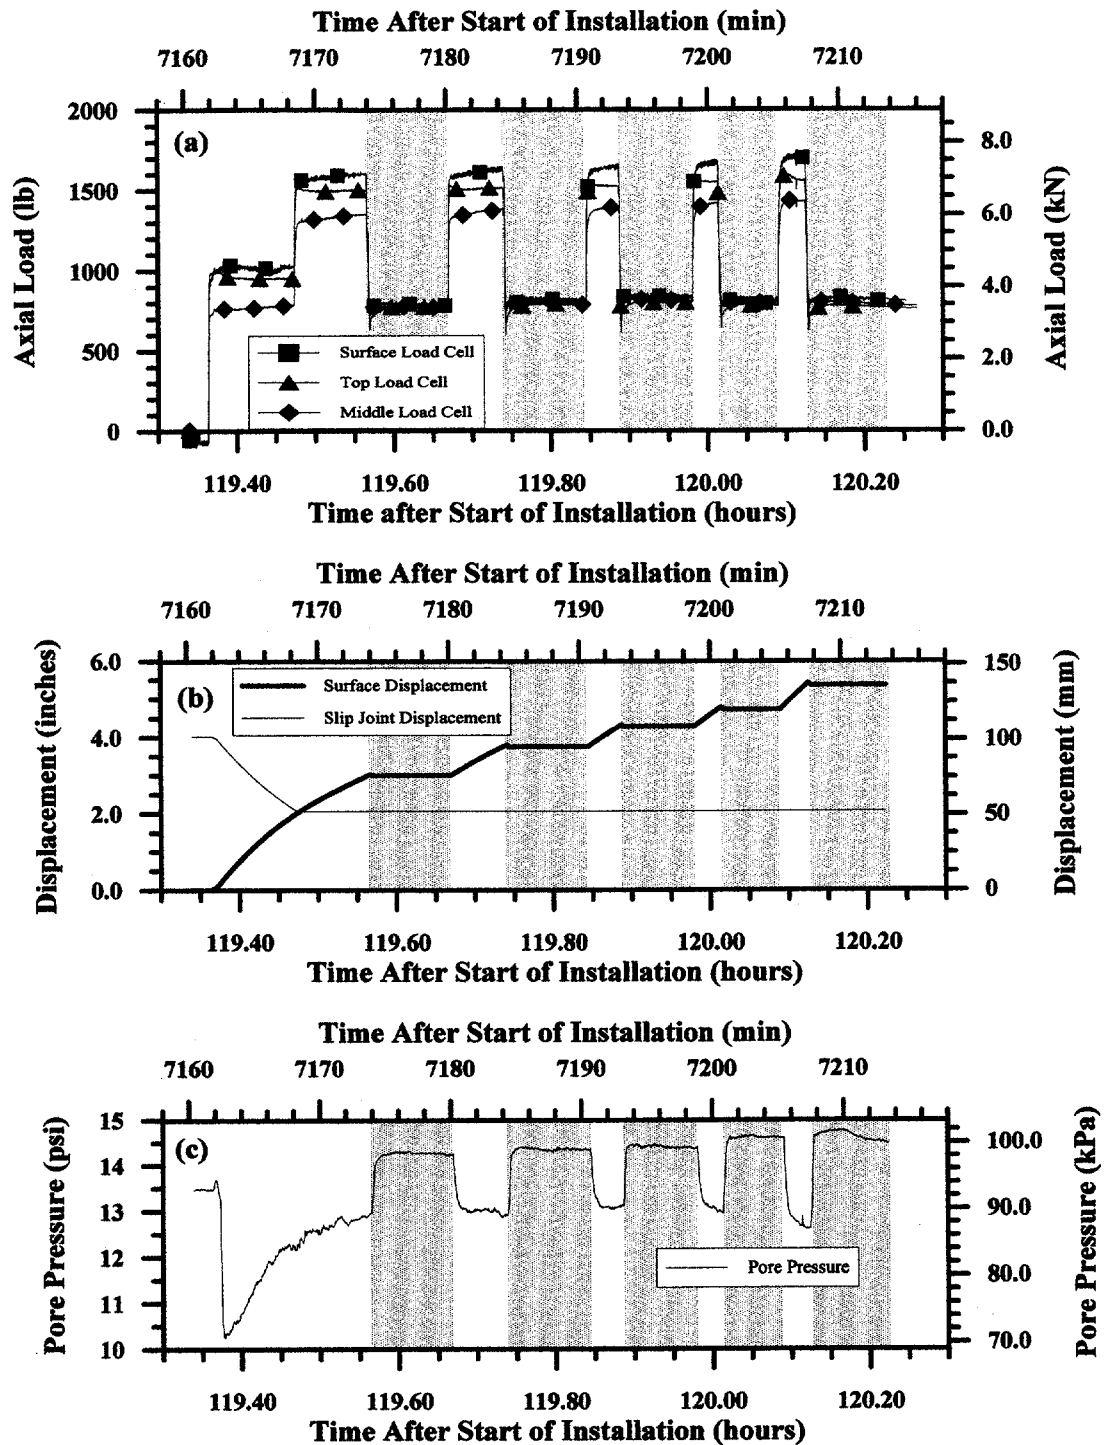 Time After Start of Installation (min)
7160 7170 7180 7190 7200 7210
2000
1500
1000
500
0
Axial Load (lb)
(a)
8.0
6.0
4.0
2.0
0.0
Axial Load (kN)
Surface Load Cell
Top Load Cell
Middle Load Cell
119.40 119.60 119.80 120.00 120.20
Time after Start of Installation (hours)
Time After Start of Installation (min)
7160 7170 7180 7190 7200 7210
6.0
4.0
2.0
0.0
Displacement (inches)
(b)
Surface Displacement
Slip Joint Displacement
150
100
50
0
Displacement (mm)
119.40 119.60 119.80 120.00 120.20
Time After Start of Installation (hours)
Time After Start of Installation (min)
7160 7170 7180 7190 7200 7210
15
14
13
12
11
10
Pore Pressure (psi)
(c)
Pore Pressure
100.0
90.0
80.0
70.0
Pore Pressure (kPa)
119.40 119.60 119.80 120.00 120.20
Time After Start of Installation (hours)